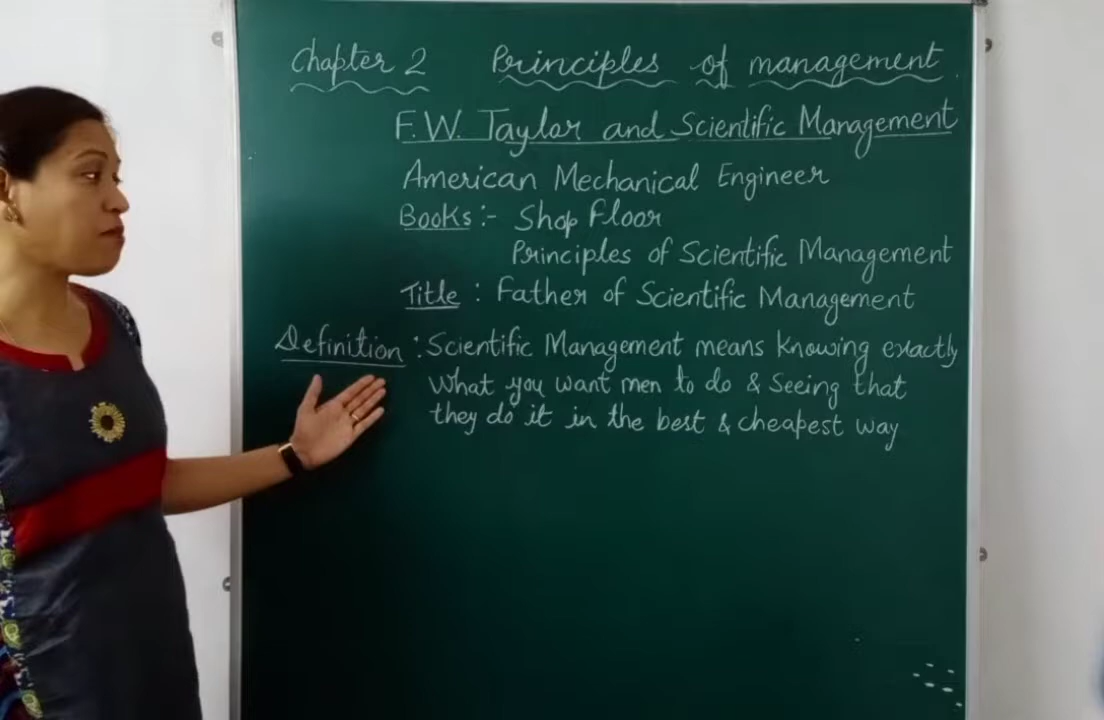 Chapter 2 Principles of management
F.W. Taylor and Scientific Management
American Mechanical Engineer
Books :- Shop Floor
Principles of Scientific Management
Title : Father of Scientific Management
Definition : Scientific Management means knowing exactly
what you want men to do & Seeing that
they do it in the best & cheapest way